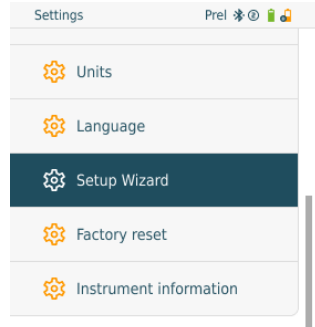 Settings Prel
Units
Language
Setup Wizard
Factory reset
Instrument information